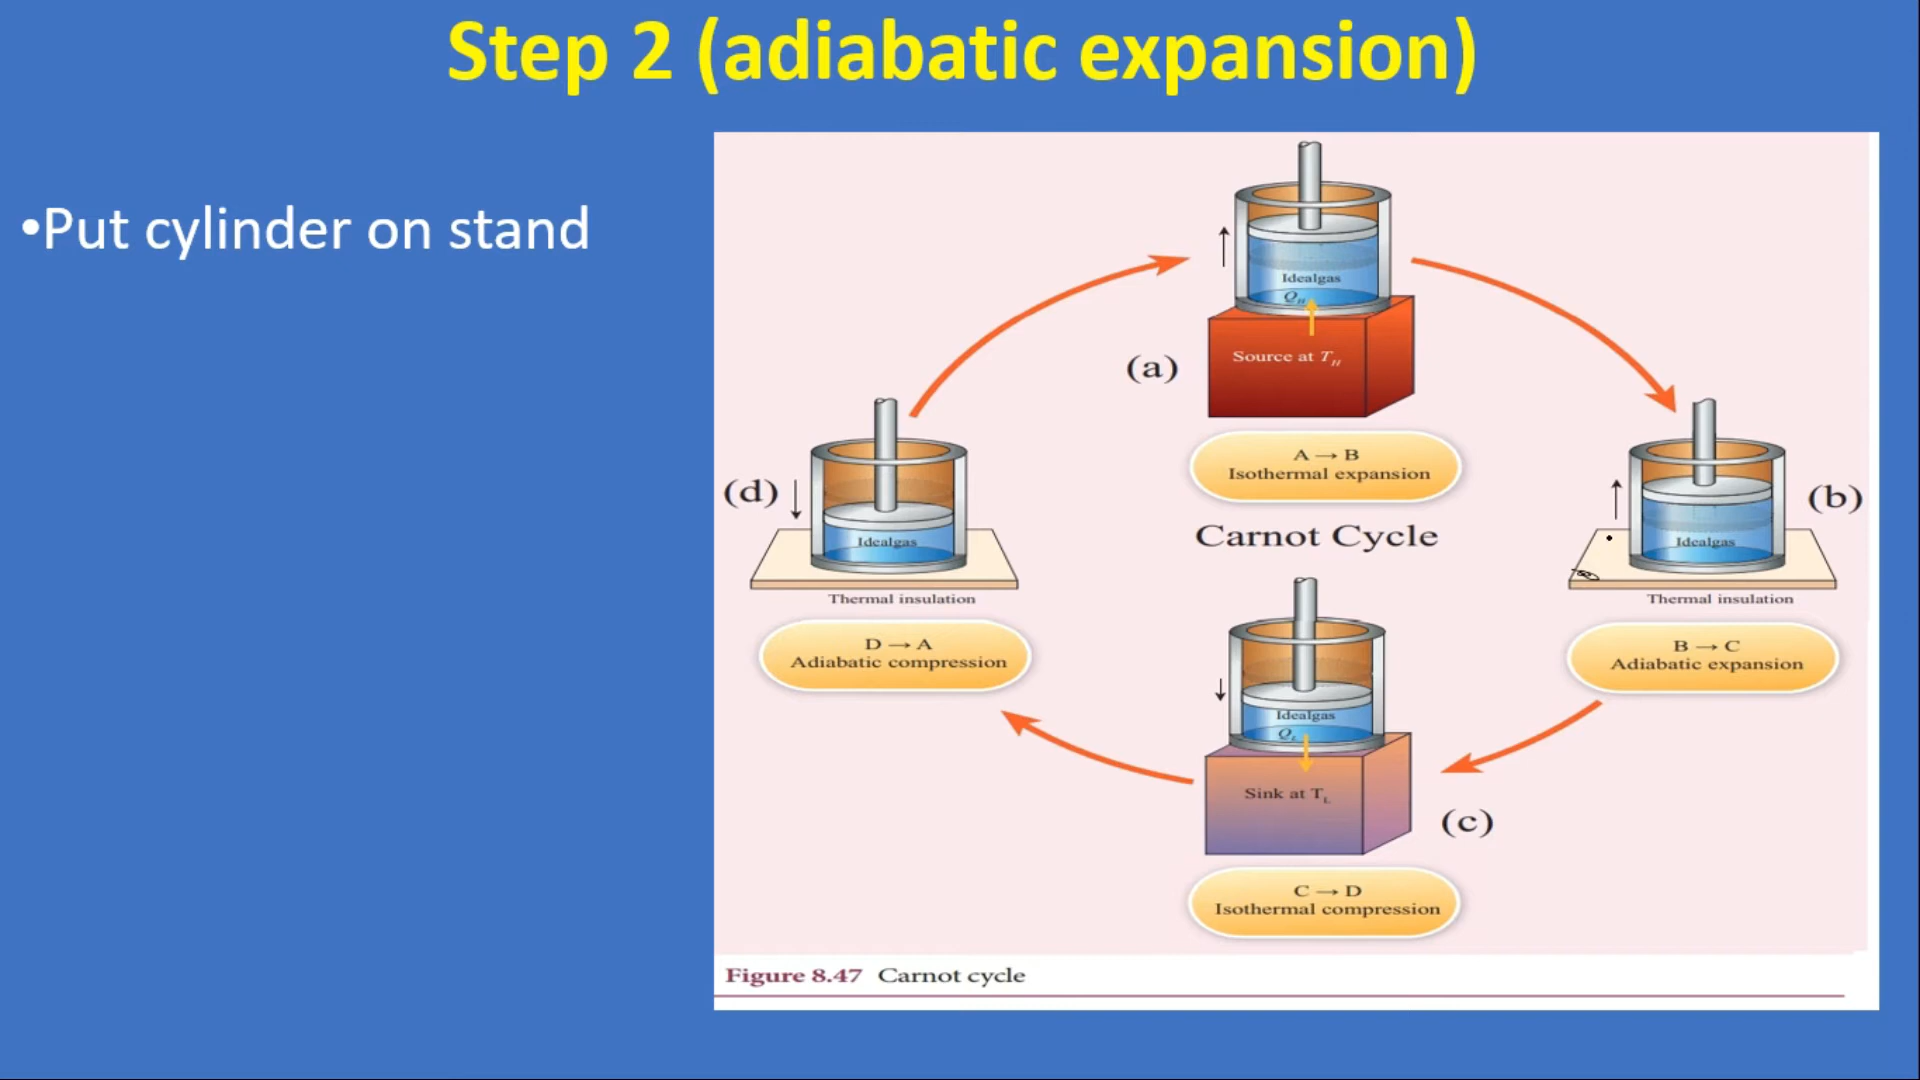 Step 2 (adiabatic expansion)
•Put cylinder on stand
Idealgas
Q_H
Source at T_H
(a)
A → B
Isothermal expansion
(d)
Idealgas
Thermal insulation
D → A
Adiabatic compression
Carnot Cycle
(b)
Idealgas
Thermal insulation
B → C
Adiabatic expansion
Idealgas
Q_L
Sink at T_L
(c)
C → D
Isothermal compression
Figure 8.47 Carnot cycle